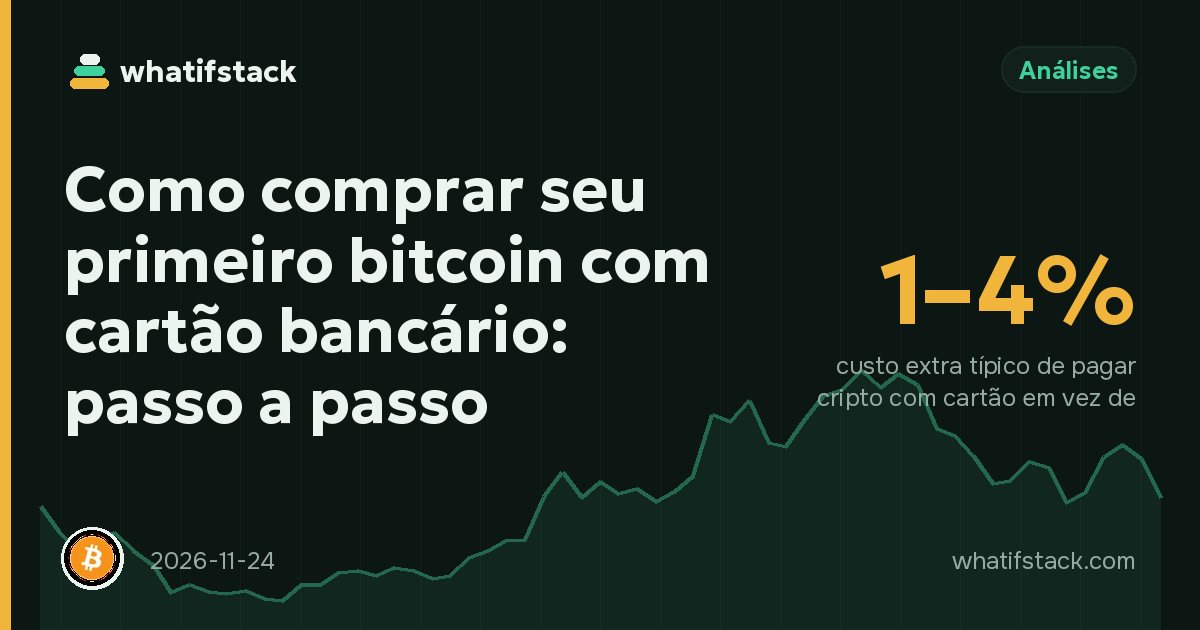 whatifstack
Análises
Como comprar seu
primeiro bitcoin com
cartão bancário:
passo a passo
1–4%
custo extra típico de pagar
cripto com cartão em vez de
2026-11-24
whatifstack.com